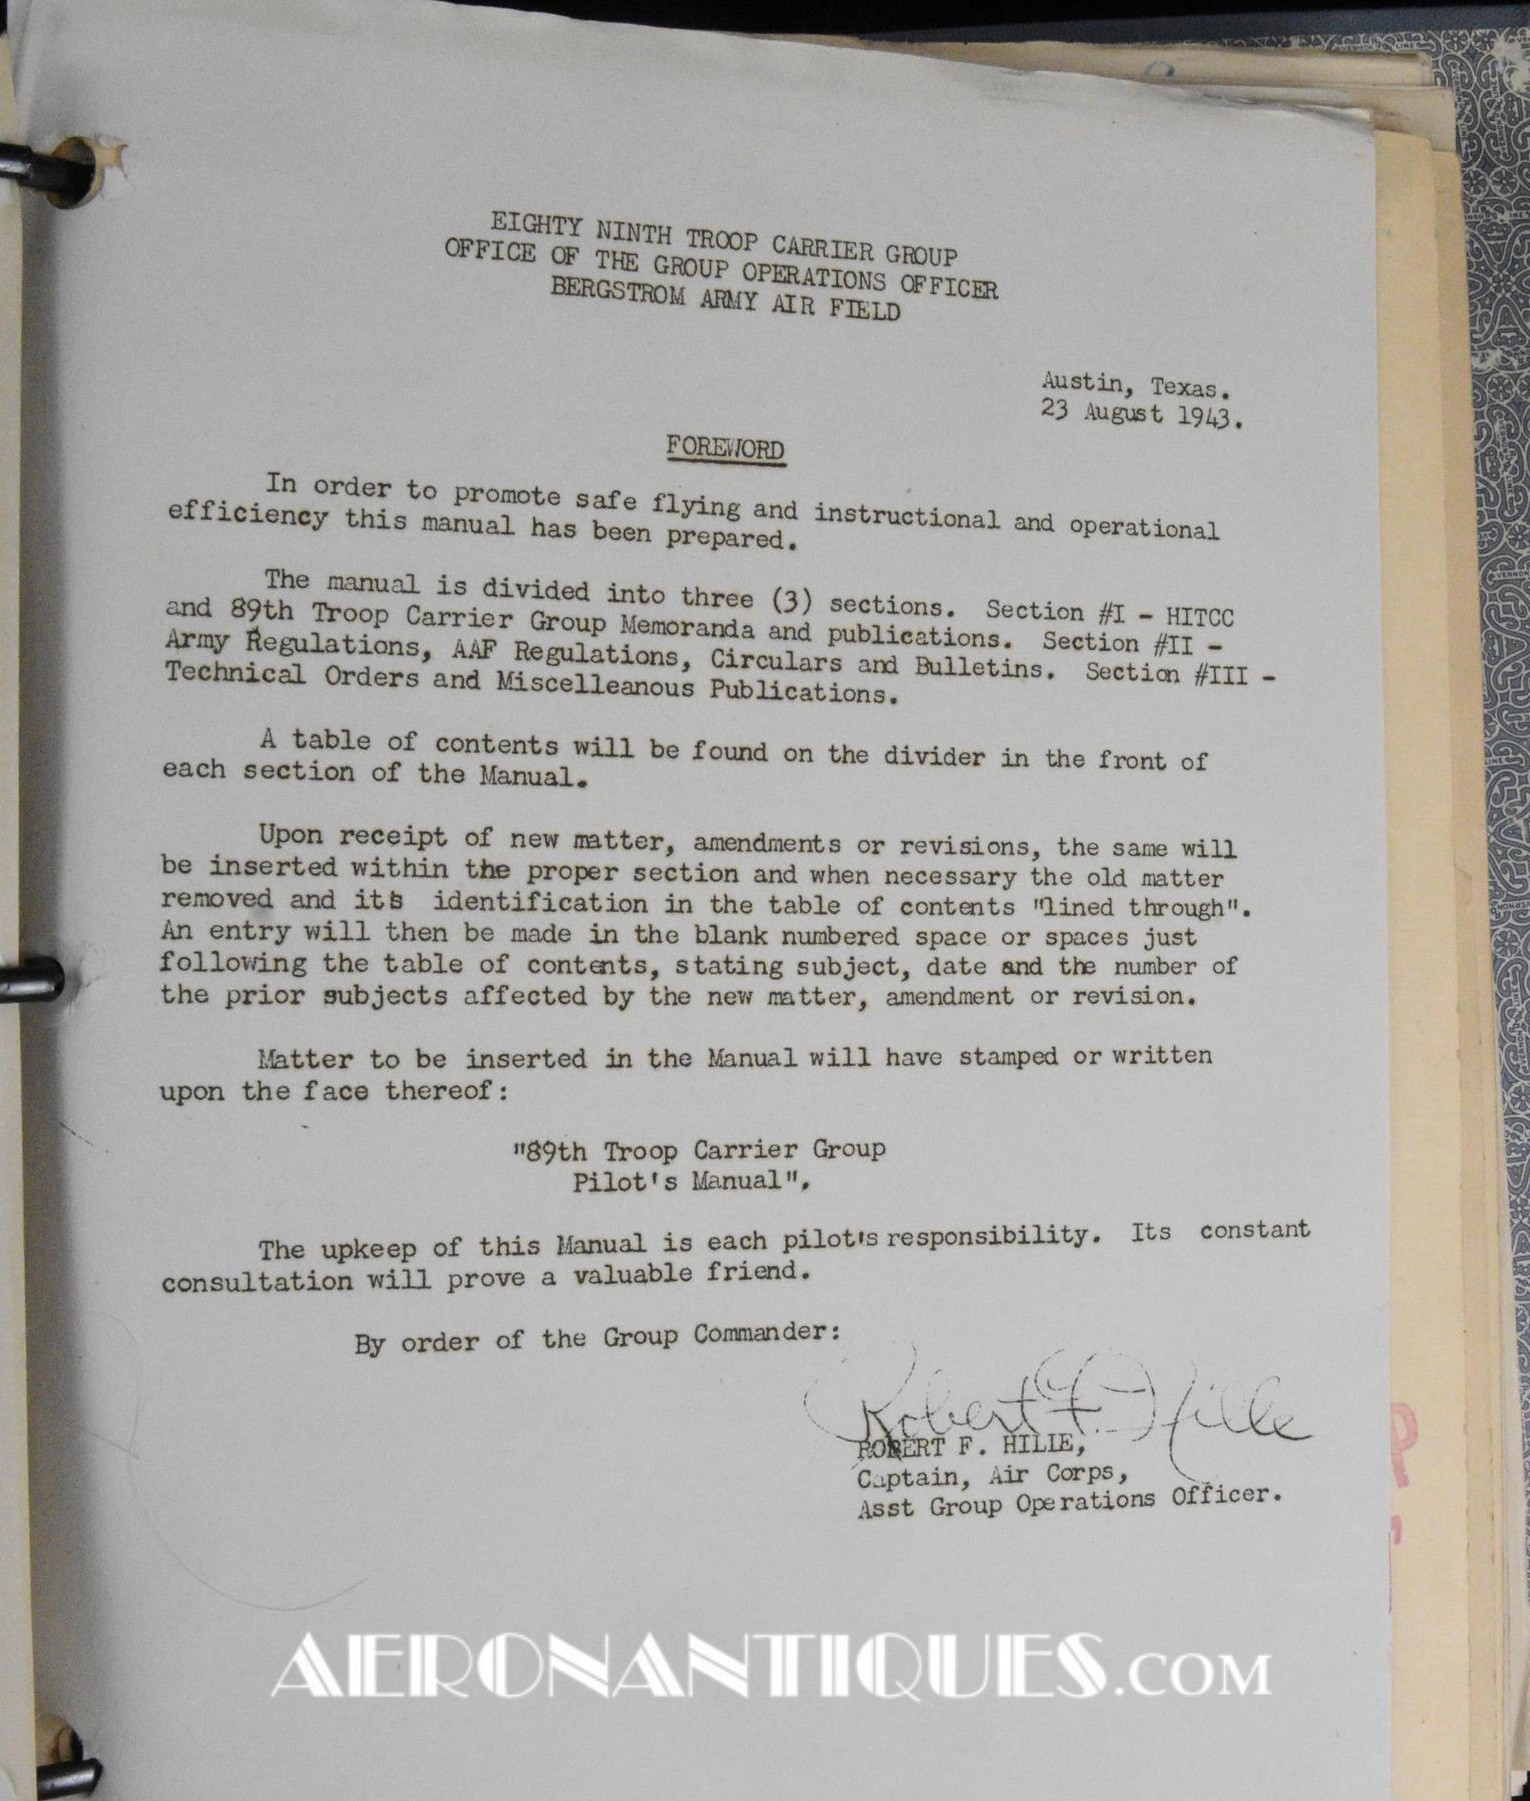 EIGHTY NINTH TROOP CARRIER GROUP
OFFICE OF THE GROUP OPERATIONS OFFICER
BERGSTROM ARMY AIR FIELD
Austin, Texas.
23 August 1943.
FOREWORD
In order to promote safe flying and instructional and operational
efficiency this manual has been prepared.
The manual is divided into three (3) sections. Section #I - HITCC
and 89th Troop Carrier Group Memoranda and publications. Section #II -
Army Regulations, AAF Regulations, Circulars and Bulletins. Section #III -
Technical Orders and Miscelleanous Publications.
A table of contents will be found on the divider in the front of
each section of the Manual.
Upon receipt of new matter, amendments or revisions, the same will
be inserted within the proper section and when necessary the old matter
removed and it's identification in the table of contents "lined through".
An entry will then be made in the blank numbered space or spaces just
following the table of contents, stating subject, date and the number of
the prior subjects affected by the new matter, amendment or revision.
Matter to be inserted in the Manual will have stamped or written
upon the face thereof:
"89th Troop Carrier Group
Pilot's Manual".
The upkeep of this Manual is each pilot's responsibility. Its constant
consultation will prove a valuable friend.
By order of the Group Commander:
Robert F. Hille
ROBERT F. HILLE,
Captain, Air Corps,
Asst Group Operations Officer.
AERONANTIQUES.COM